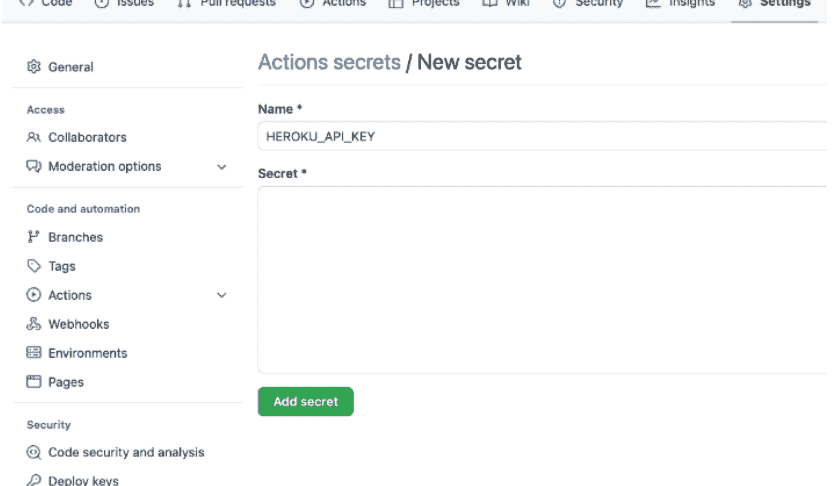 Code Issues Pull requests Actions Projects Wiki Security Insights Settings
General
Access
Collaborators
Moderation options
Code and automation
Branches
Tags
Actions
Webhooks
Environments
Pages
Security
Code security and analysis
Deploy keys
Actions secrets / New secret
Name *
HEROKU_API_KEY
Secret *
Add secret